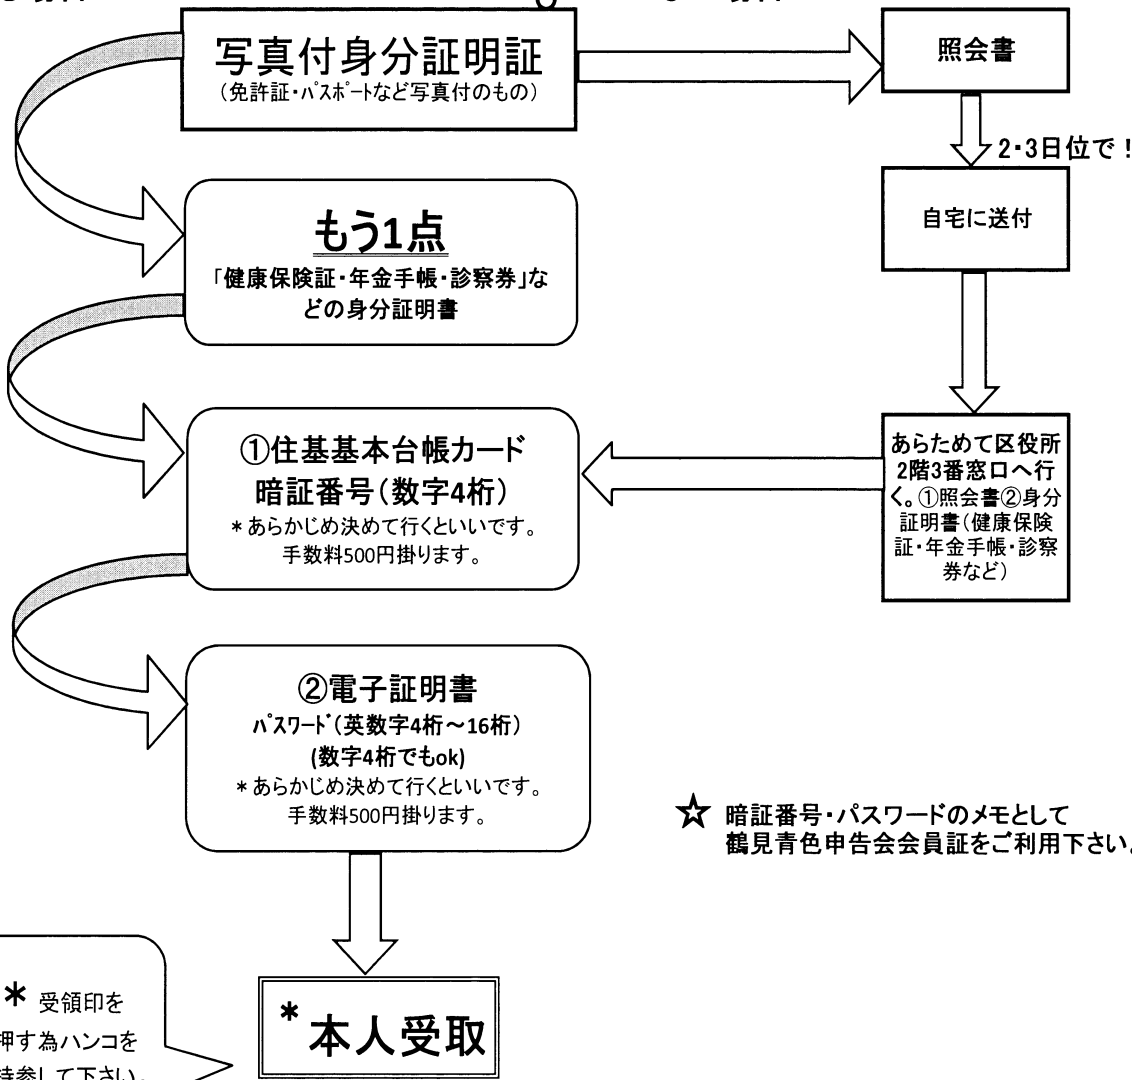 写真付身分証明証
（免許証・ﾊﾟｽﾎﾟｰﾄなど写真付のもの）
照会書
2・3日位で！
自宅に送付
もう1点
「健康保険証・年金手帳・診察券」な
どの身分証明書
①住基基本台帳カード
暗証番号（数字4桁）
＊あらかじめ決めて行くといいです。
手数料500円掛ります。
あらためて区役所
2階3番窓口へ行
く。①照会書②身分
証明書（健康保険
証・年金手帳・診察
券など）
②電子証明書
ﾊﾟｽﾜｰﾄﾞ（英数字4桁～16桁）
(数字4桁でもok)
＊あらかじめ決めて行くといいです。
手数料500円掛ります。
☆ 暗証番号・パスワードのメモとして
鶴見青色申告会会員証をご利用下さい。
＊ 受領印を
押す為ハンコを
持参して下さい。
＊本人受取